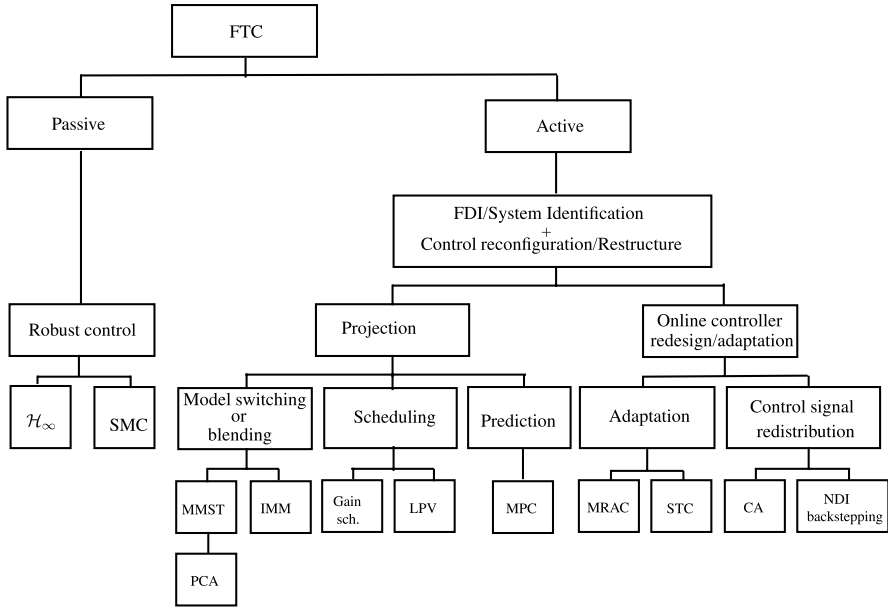 FTC
Passive
Active
FDI/System Identification
+
Control reconfiguration/Restructure
Robust control
Projection
Online controller
redesign/adaptation
ℋ∞
SMC
Model switching
or
blending
Scheduling
Prediction
Adaptation
Control signal
redistribution
MMST
IMM
Gain
sch.
LPV
MPC
MRAC
STC
CA
NDI
backstepping
PCA